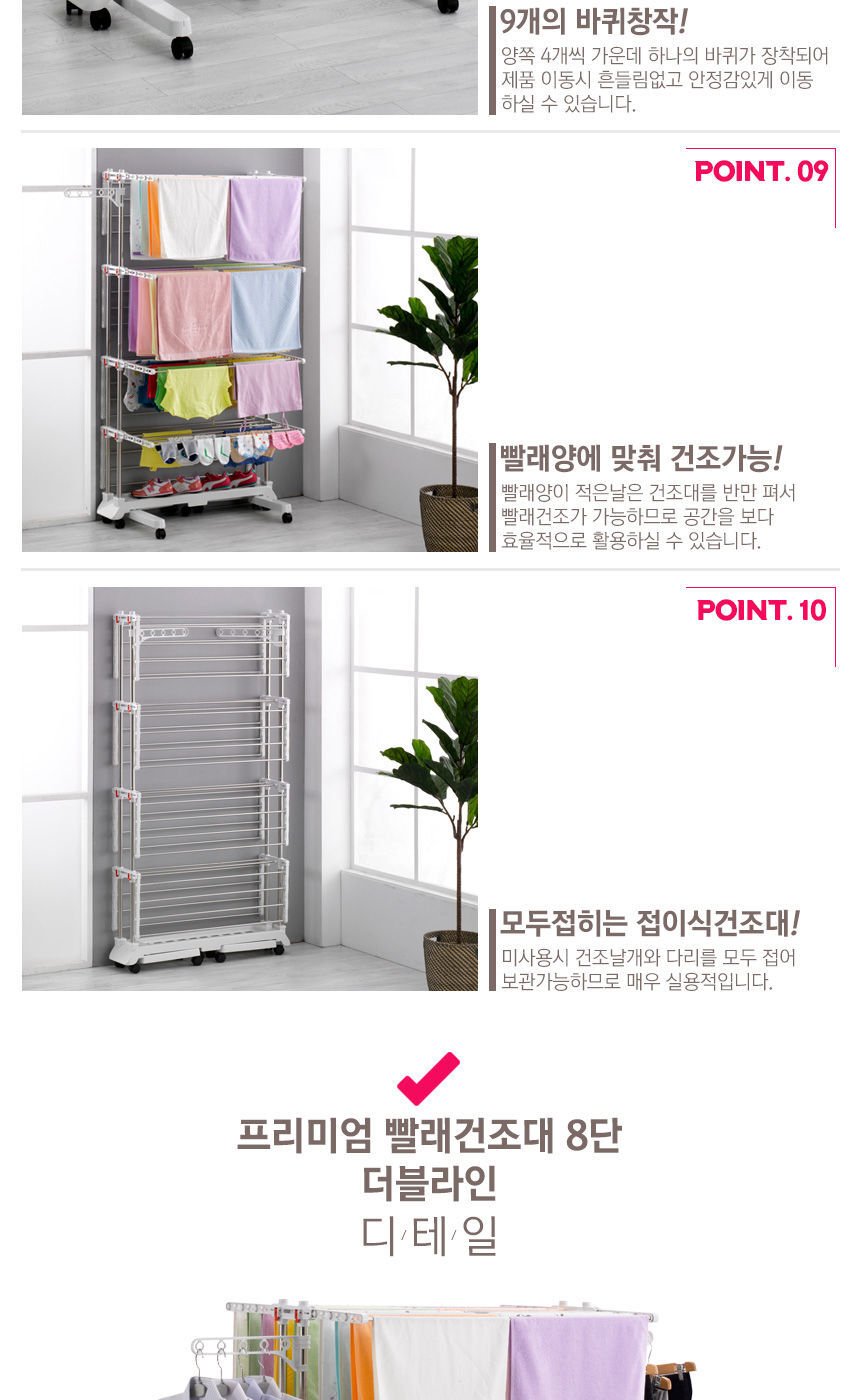 9개의 바퀴창작!
양쪽 4개씩 가운데 하나의 바퀴가 장착되어
제품 이동시 흔들림없고 안정감있게 이동
하실 수 있습니다.
POINT. 09
빨래양에 맞춰 건조가능!
빨래양이 적은날은 건조대를 반만 펴서
빨래건조가 가능하므로 공간을 보다
효율적으로 활용하실 수 있습니다.
POINT. 10
모두접히는 접이식건조대!
미사용시 건조날개와 다리를 모두 접어
보관가능하므로 매우 실용적입니다.
프리미엄 빨래건조대 8단
더블라인
디/테/일